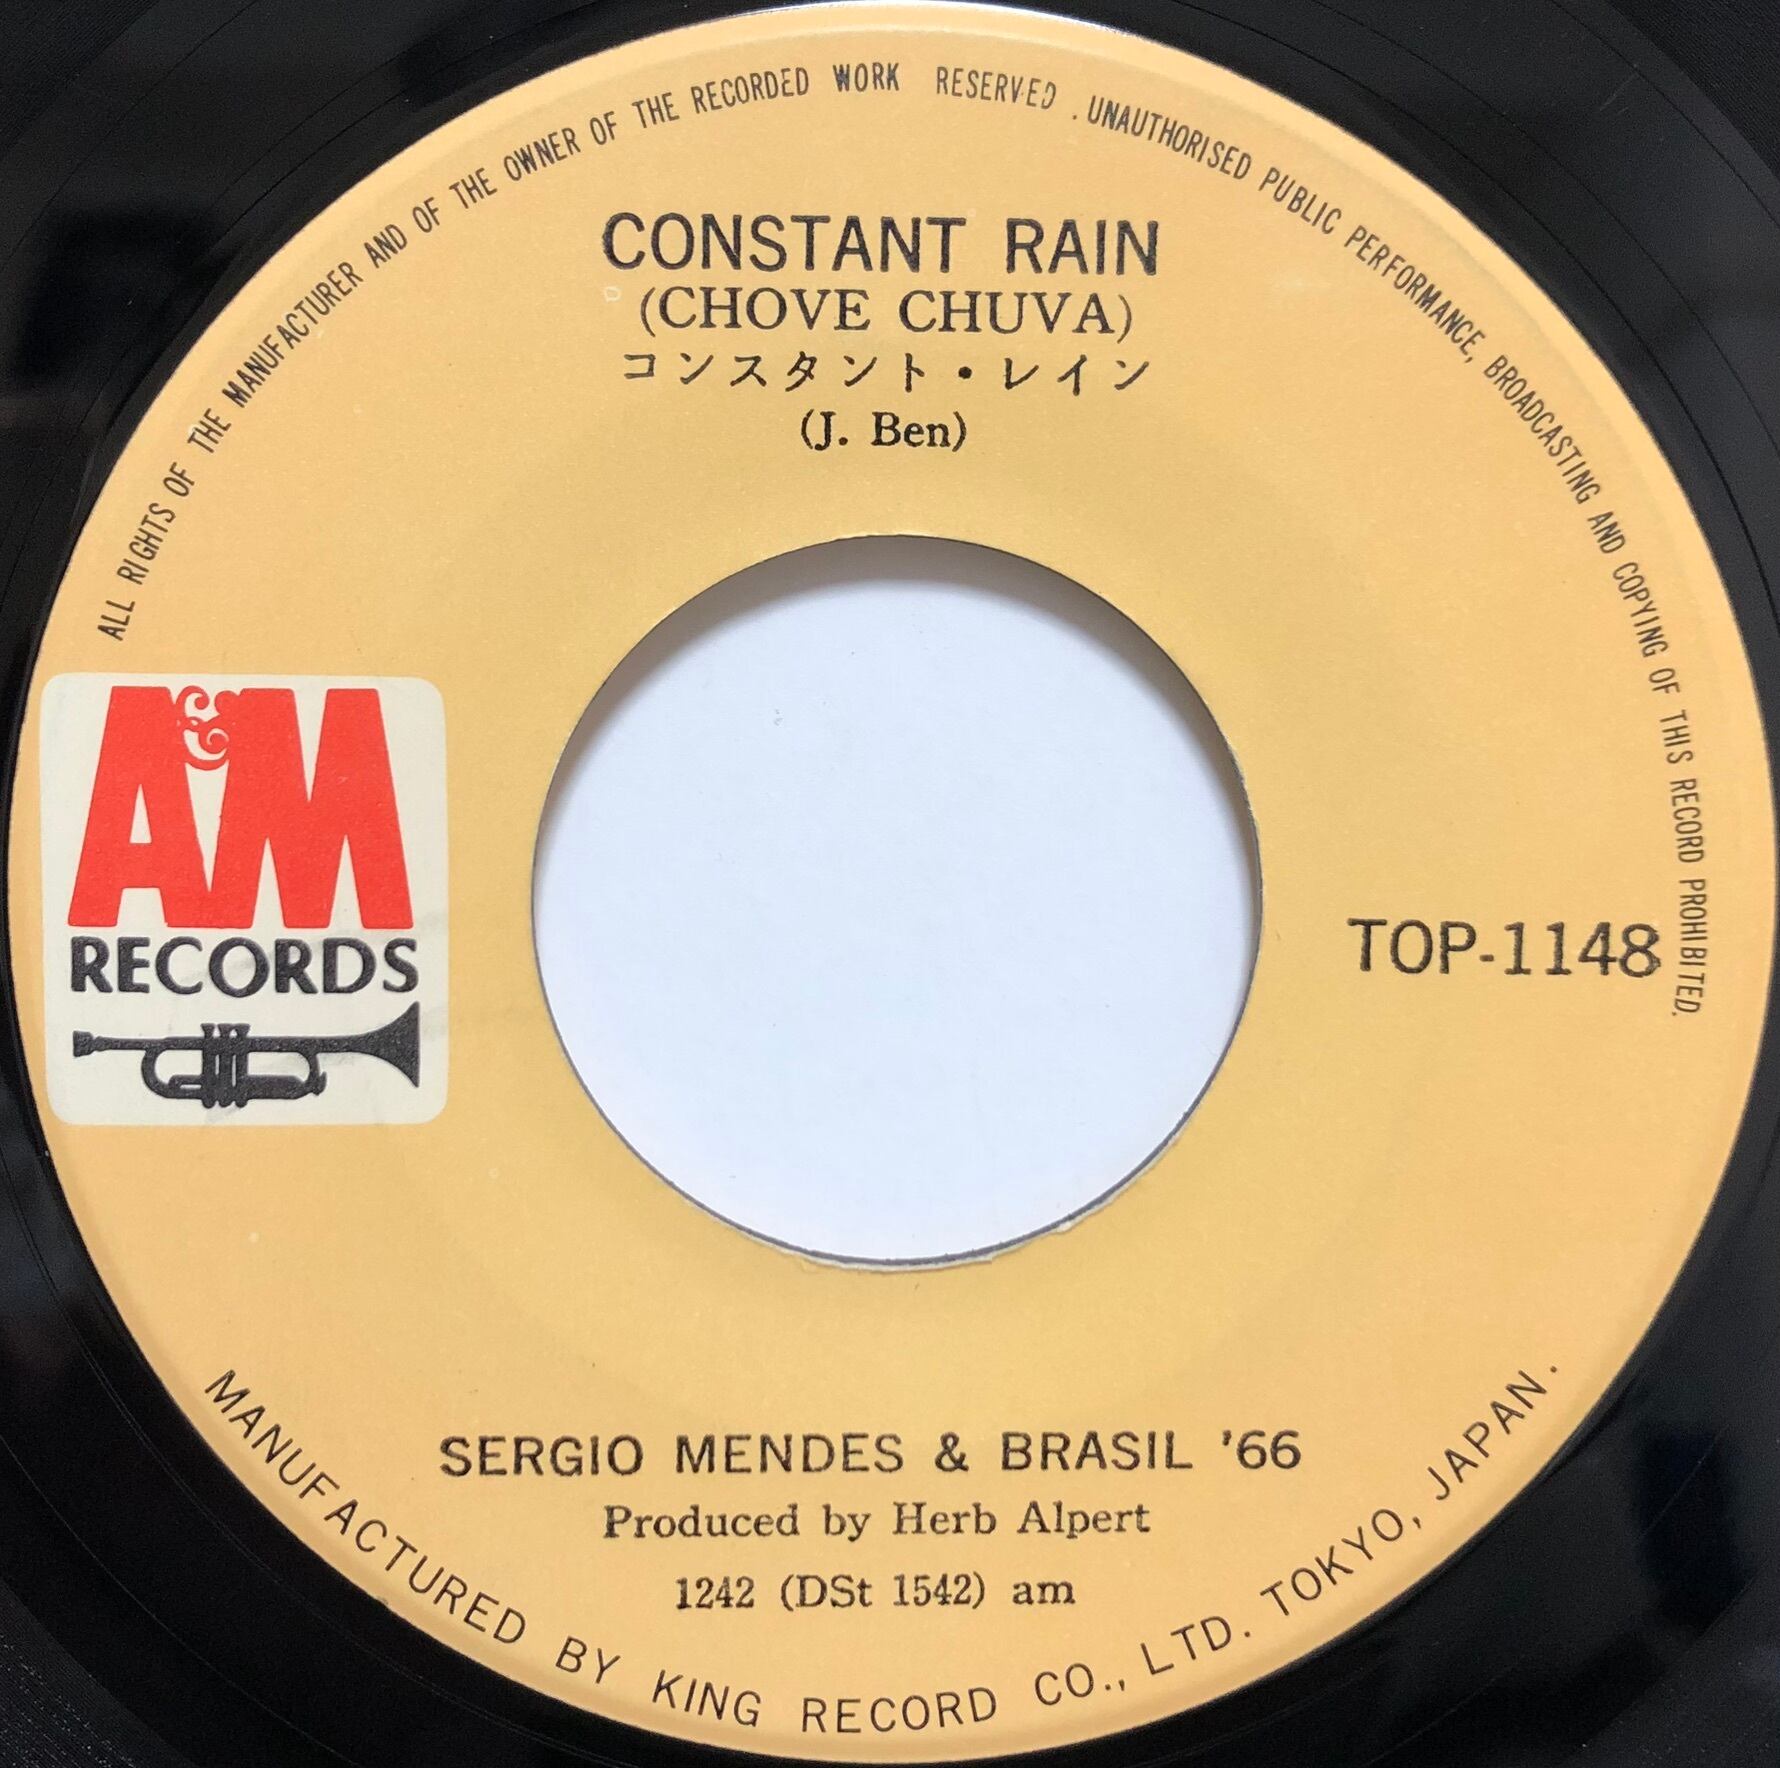 ALL RIGHTS OF THE MANUFACTURER AND OF THE OWNER OF THE RECORDED WORK RESERVED. UNAUTHORISED PUBLIC PERFORMANCE, BROADCASTING AND COPYING OF THIS RECORD PROHIBITED.
CONSTANT RAIN
(CHOVE CHUVA)
コンスタント・レイン
(J. Ben)
A&M
RECORDS
TOP-1148
SERGIO MENDES & BRASIL '66
Produced by Herb Alpert
1242 (DSt 1542) am
MANUFACTURED BY KING RECORD CO., LTD. TOKYO, JAPAN.